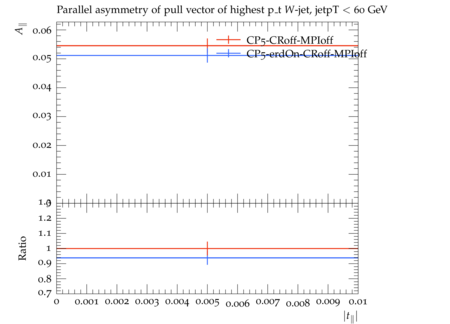 Parallel asymmetry of pull vector of highest p_t W-jet, jetpT < 60 GeV
A∥
0.06
CP5-CRoff-MPIoff
CP5-erdOn-CRoff-MPIoff
0.05
0.04
0.03
0.02
0.01
0
1.3
1.2
1.1
1
0.9
0.8
0.7
Ratio
0 0.001 0.002 0.003 0.004 0.005 0.006 0.007 0.008 0.009 0.01
|t∥|